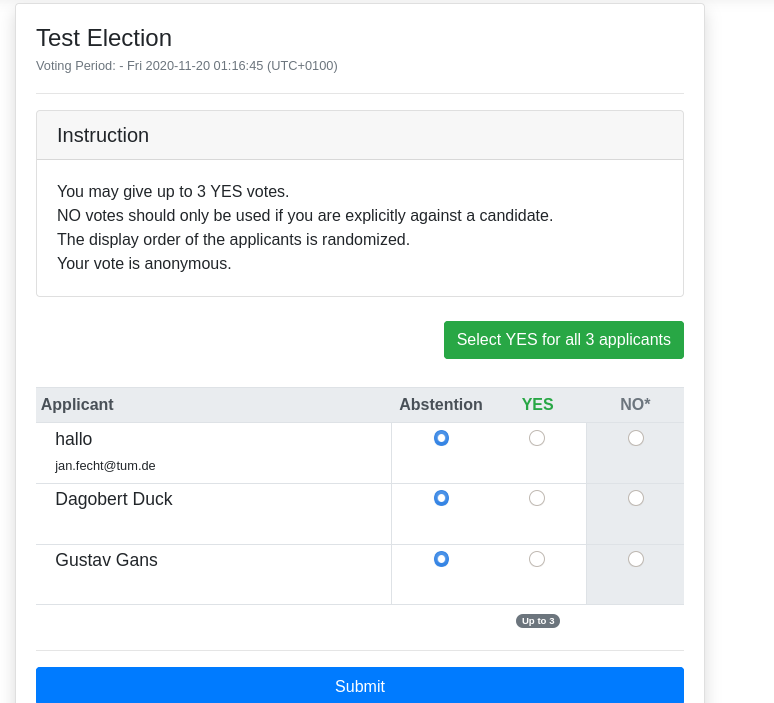 Test Election
Voting Period: - Fri 2020-11-20 01:16:45 (UTC+0100)
Instruction
You may give up to 3 YES votes.
NO votes should only be used if you are explicitly against a candidate.
The display order of the applicants is randomized.
Your vote is anonymous.
Select YES for all 3 applicants
Applicant Abstention YES NO*
hallo
jan.fecht@tum.de
Dagobert Duck
Gustav Gans
Up to 3
Submit